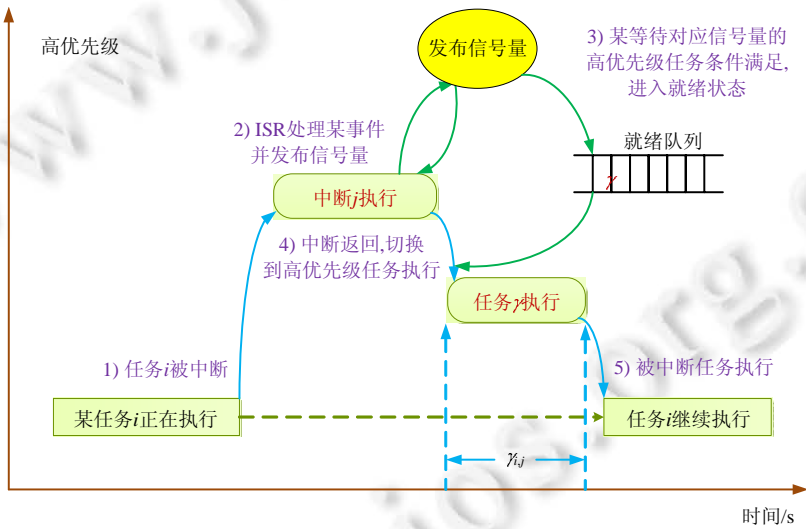 高优先级
发布信号量
3) 某等待对应信号量的
高优先级任务条件满足,
进入就绪状态
2) ISR处理某事件
并发布信号量
就绪队列
γ
中断j执行
4) 中断返回,切换
到高优先级任务执行
任务γ执行
1) 任务i被中断
5) 被中断任务执行
某任务i正在执行
任务i继续执行
γi,j
时间/s